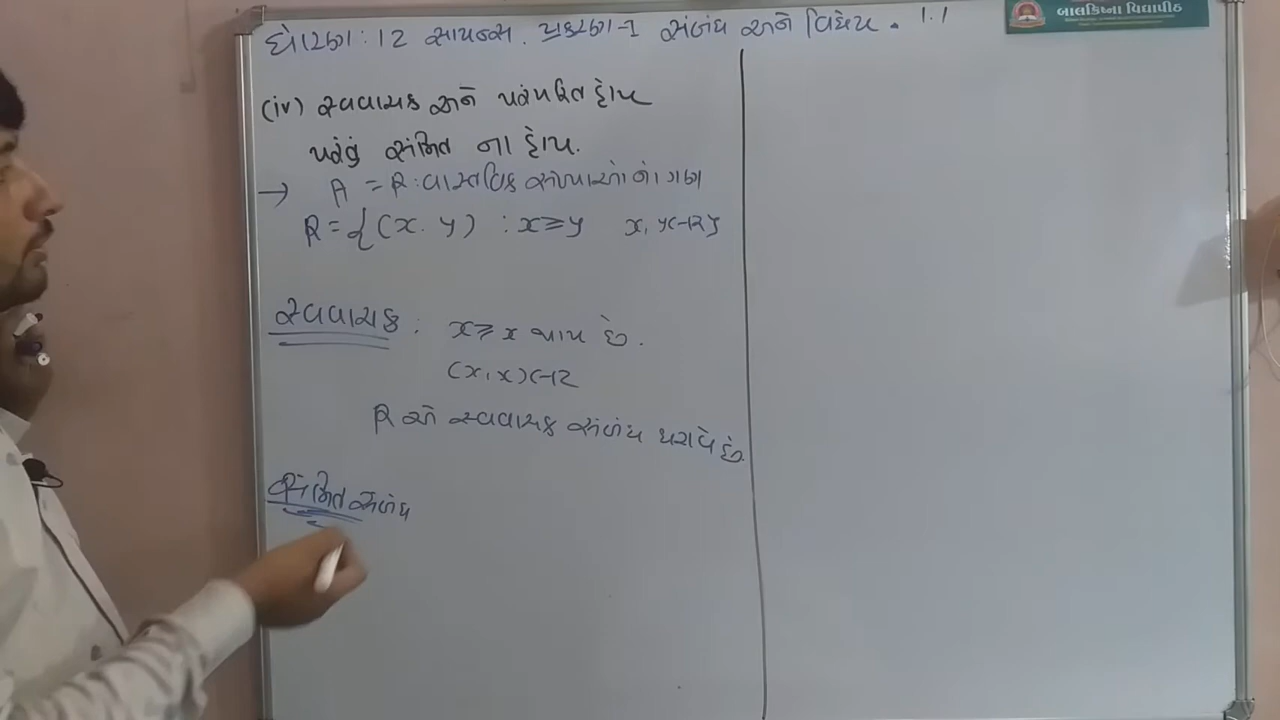 ધોરણ : 12 સાયન્સ. પ્રકરણ-1 સંબંધ અને વિધેય. 1.1
બાલકિષ્ના વિદ્યાપીઠ
(iv) સ્વવાચક અને પરંપરિત હોય
પરંતુ સંમિત ના હોય.
→ A = R : વાસ્તવિક સંખ્યાઓનો ગણ
R = {(x, y) : x ≥ y x, y ∈ R}
સ્વવાચક : x ≥ x થાય છે.
(x, x) ∈ R
R એ સ્વવાચક સંબંધ ધરાવે છે.
સંમિત સંબંધ